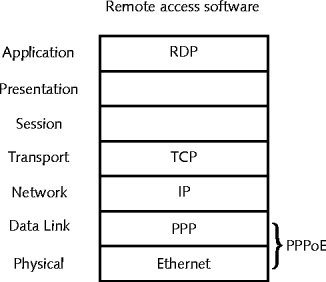 Remote access software
Application RDP
Presentation
Session
Transport TCP
Network IP
Data Link PPP
PPPoE
Physical Ethernet